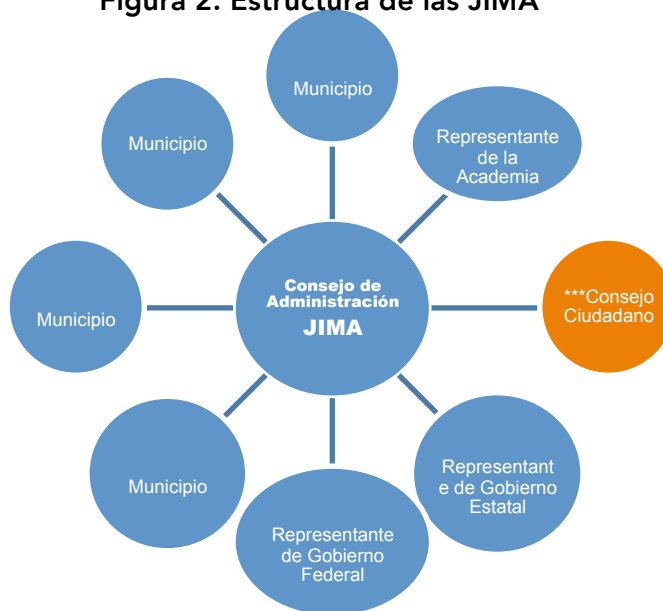 Figura 2. Estructura de las JIMA
Municipio
Representante
de la
Academia
***Consejo
Ciudadano
Representant
e de Gobierno
Estatal
Representante
de Gobierno
Federal
Municipio
Municipio
Municipio
Consejo de
Administración
JIMA